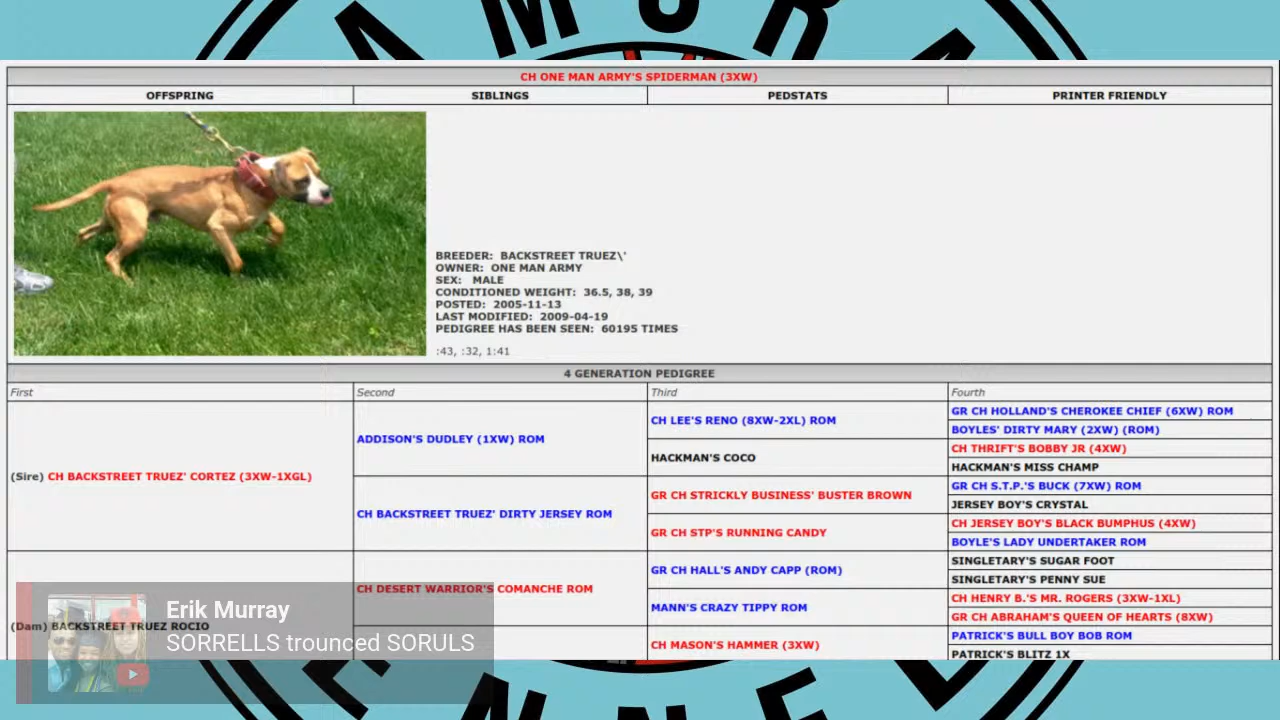 AMURA
CH ONE MAN ARMY'S SPIDERMAN (3XW)
OFFSPRING SIBLINGS PEDSTATS PRINTER FRIENDLY
BREEDER: BACKSTREET TRUEZ\'
OWNER: ONE MAN ARMY
SEX: MALE
CONDITIONED WEIGHT: 36.5, 38, 39
POSTED: 2005-11-13
LAST MODIFIED: 2009-04-19
PEDIGREE HAS BEEN SEEN: 60195 TIMES
:43, :32, 1:41
4 GENERATION PEDIGREE
First Second Third Fourth
(Sire) CH BACKSTREET TRUEZ' CORTEZ (3XW-1XGL)
(Dam) BACKSTREET TRUEZ ROCIO
ADDISON'S DUDLEY (1XW) ROM
CH BACKSTREET TRUEZ' DIRTY JERSEY ROM
CH DESERT WARRIOR'S COMANCHE ROM
CH LEE'S RENO (8XW-2XL) ROM
HACKMAN'S COCO
GR CH STRICKLY BUSINESS' BUSTER BROWN
GR CH STP'S RUNNING CANDY
GR CH HALL'S ANDY CAPP (ROM)
MANN'S CRAZY TIPPY ROM
CH MASON'S HAMMER (3XW)
GR CH HOLLAND'S CHEROKEE CHIEF (6XW) ROM
BOYLES' DIRTY MARY (2XW) (ROM)
CH THRIFT'S BOBBY JR (4XW)
HACKMAN'S MISS CHAMP
GR CH S.T.P.'S BUCK (7XW) ROM
JERSEY BOY'S CRYSTAL
CH JERSEY BOY'S BLACK BUMPHUS (4XW)
BOYLE'S LADY UNDERTAKER ROM
SINGLETARY'S SUGAR FOOT
SINGLETARY'S PENNY SUE
CH HENRY B.'S MR. ROGERS (3XW-1XL)
GR CH ABRAHAM'S QUEEN OF HEARTS (8XW)
PATRICK'S BULL BOY BOB ROM
PATRICK'S BLITZ 1X
Erik Murray
SORRELLS trounced SORULS